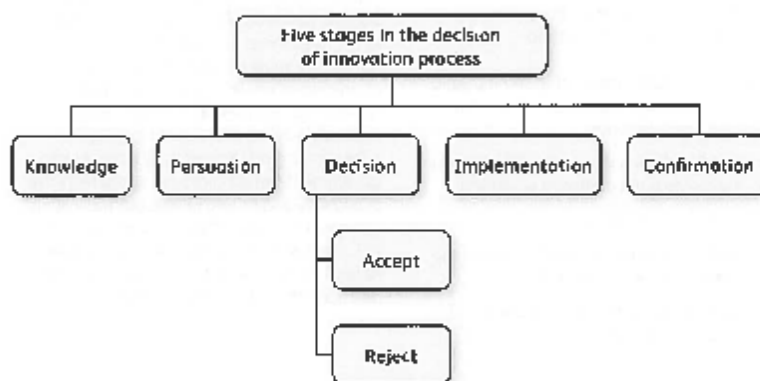 Five stages in the decision
of innovation process
Knowledge
Persuasion
Decision
Implementation
Confirmation
Accept
Reject